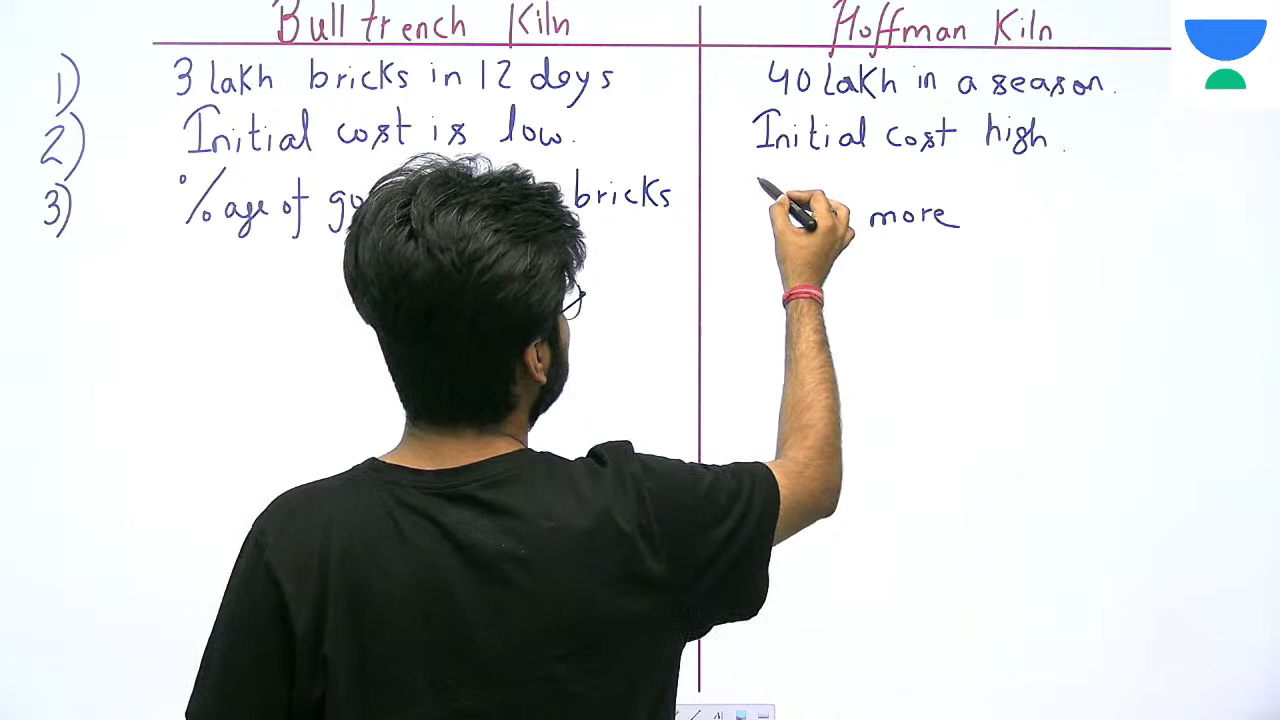 Bull trench Kiln Hoffman Kiln
1) 3 lakh bricks in 12 days 40 lakh in a season.
2) Initial cost is low. Initial cost high.
3) %age of bricks more